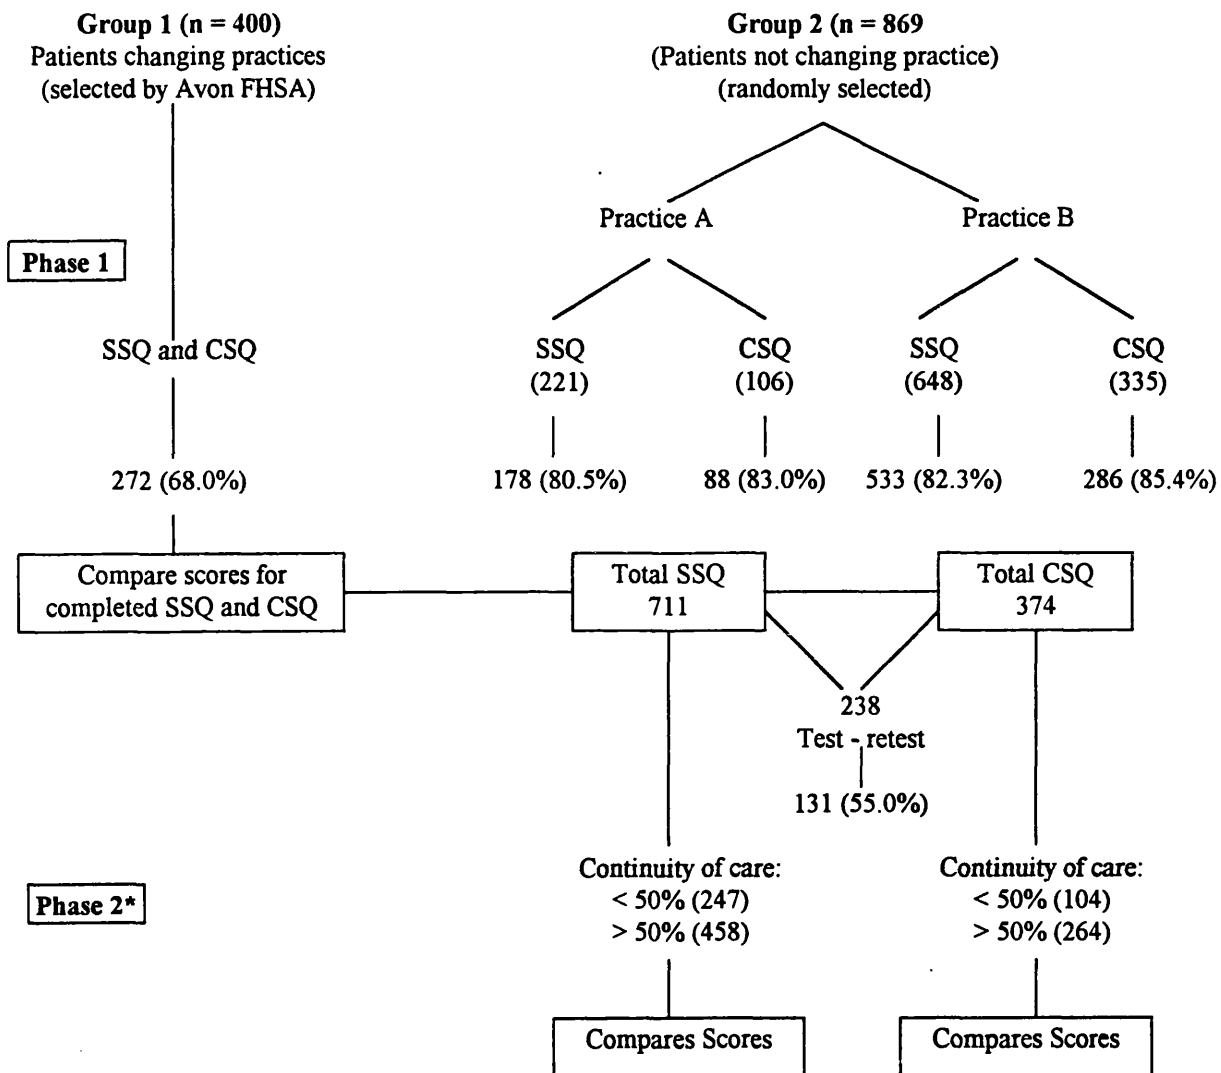 Group 1 (n = 400)
Patients changing practices
(selected by Avon FHSA)
Group 2 (n = 869
(Patients not changing practice)
(randomly selected)
Practice A
Practice B
Phase 1
SSQ and CSQ
SSQ
(221)
CSQ
(106)
SSQ
(648)
CSQ
(335)
272 (68.0%)
178 (80.5%)
88 (83.0%)
533 (82.3%)
286 (85.4%)
Compare scores for
completed SSQ and CSQ
Total SSQ
711
Total CSQ
374
238
Test - retest
131 (55.0%)
Phase 2*
Continuity of care:
< 50% (247)
> 50% (458)
Continuity of care:
< 50% (104)
> 50% (264)
Compares Scores
Compares Scores